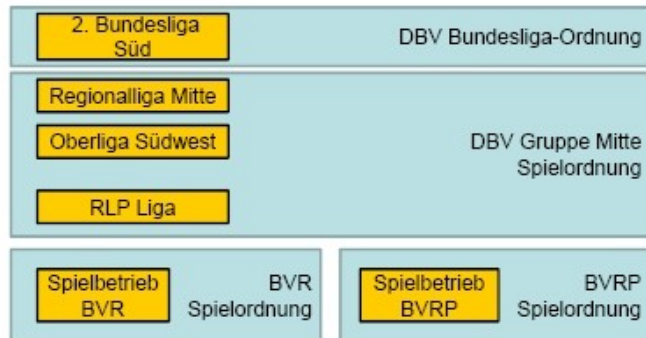 2. Bundesliga
Süd
DBV Bundesliga-Ordnung
Regionalliga Mitte
Oberliga Südwest
DBV Gruppe Mitte
Spielordnung
RLP Liga
Spielbetrieb
BVR
BVR
Spielordnung
Spielbetrieb
BVRP
BVRP
Spielordnung